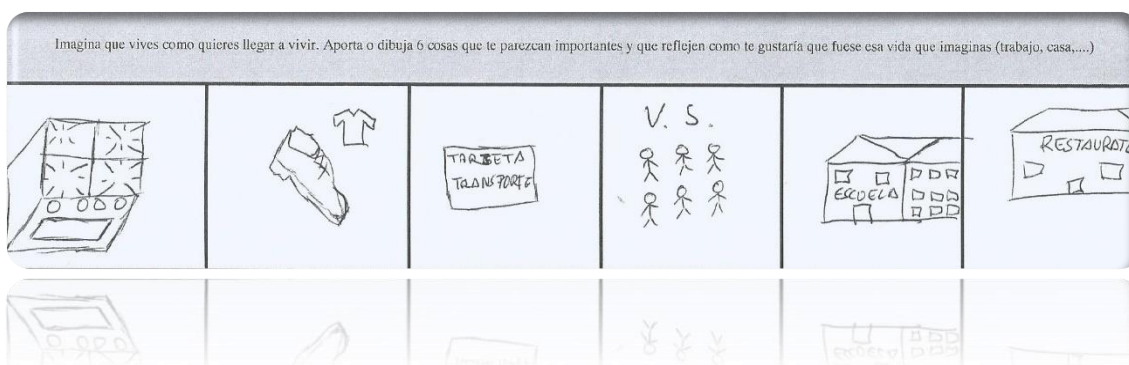 Imagina que vives como quieres llegar a vivir. Aporta o dibuja 6 cosas que te parezcan importantes y que reflejen como te gustaría que fuese esa vida que imaginas (trabajo, casa,....)
TARGETA
TRANSPORTE
V. S.
ESCUELA